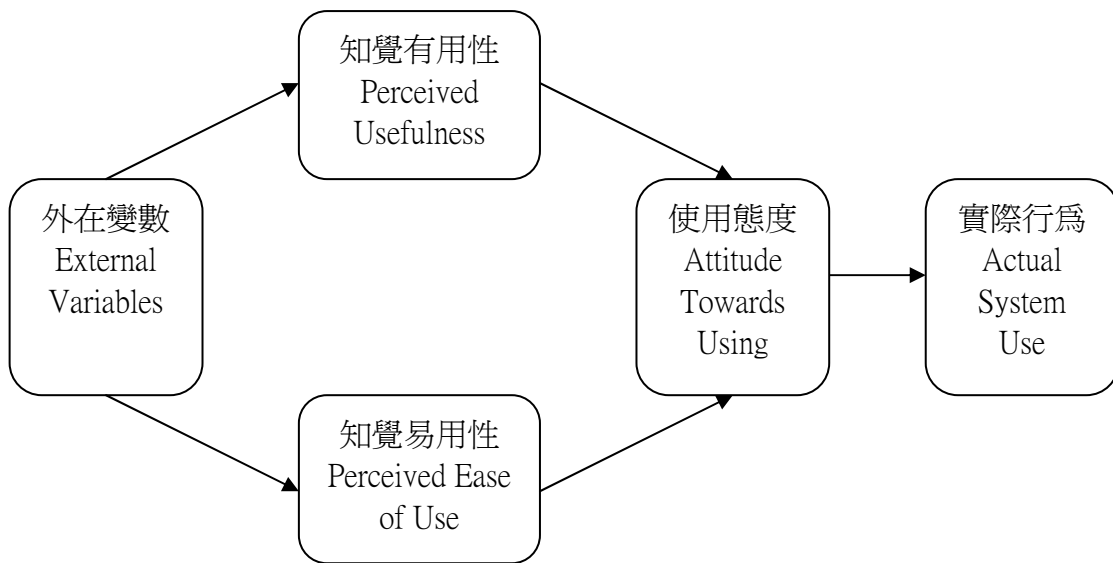 知覺有用性
Perceived
Usefulness
外在變數
External
Variables
使用態度
Attitude
Towards
Using
實際行爲
Actual
System
Use
知覺易用性
Perceived Ease
of Use